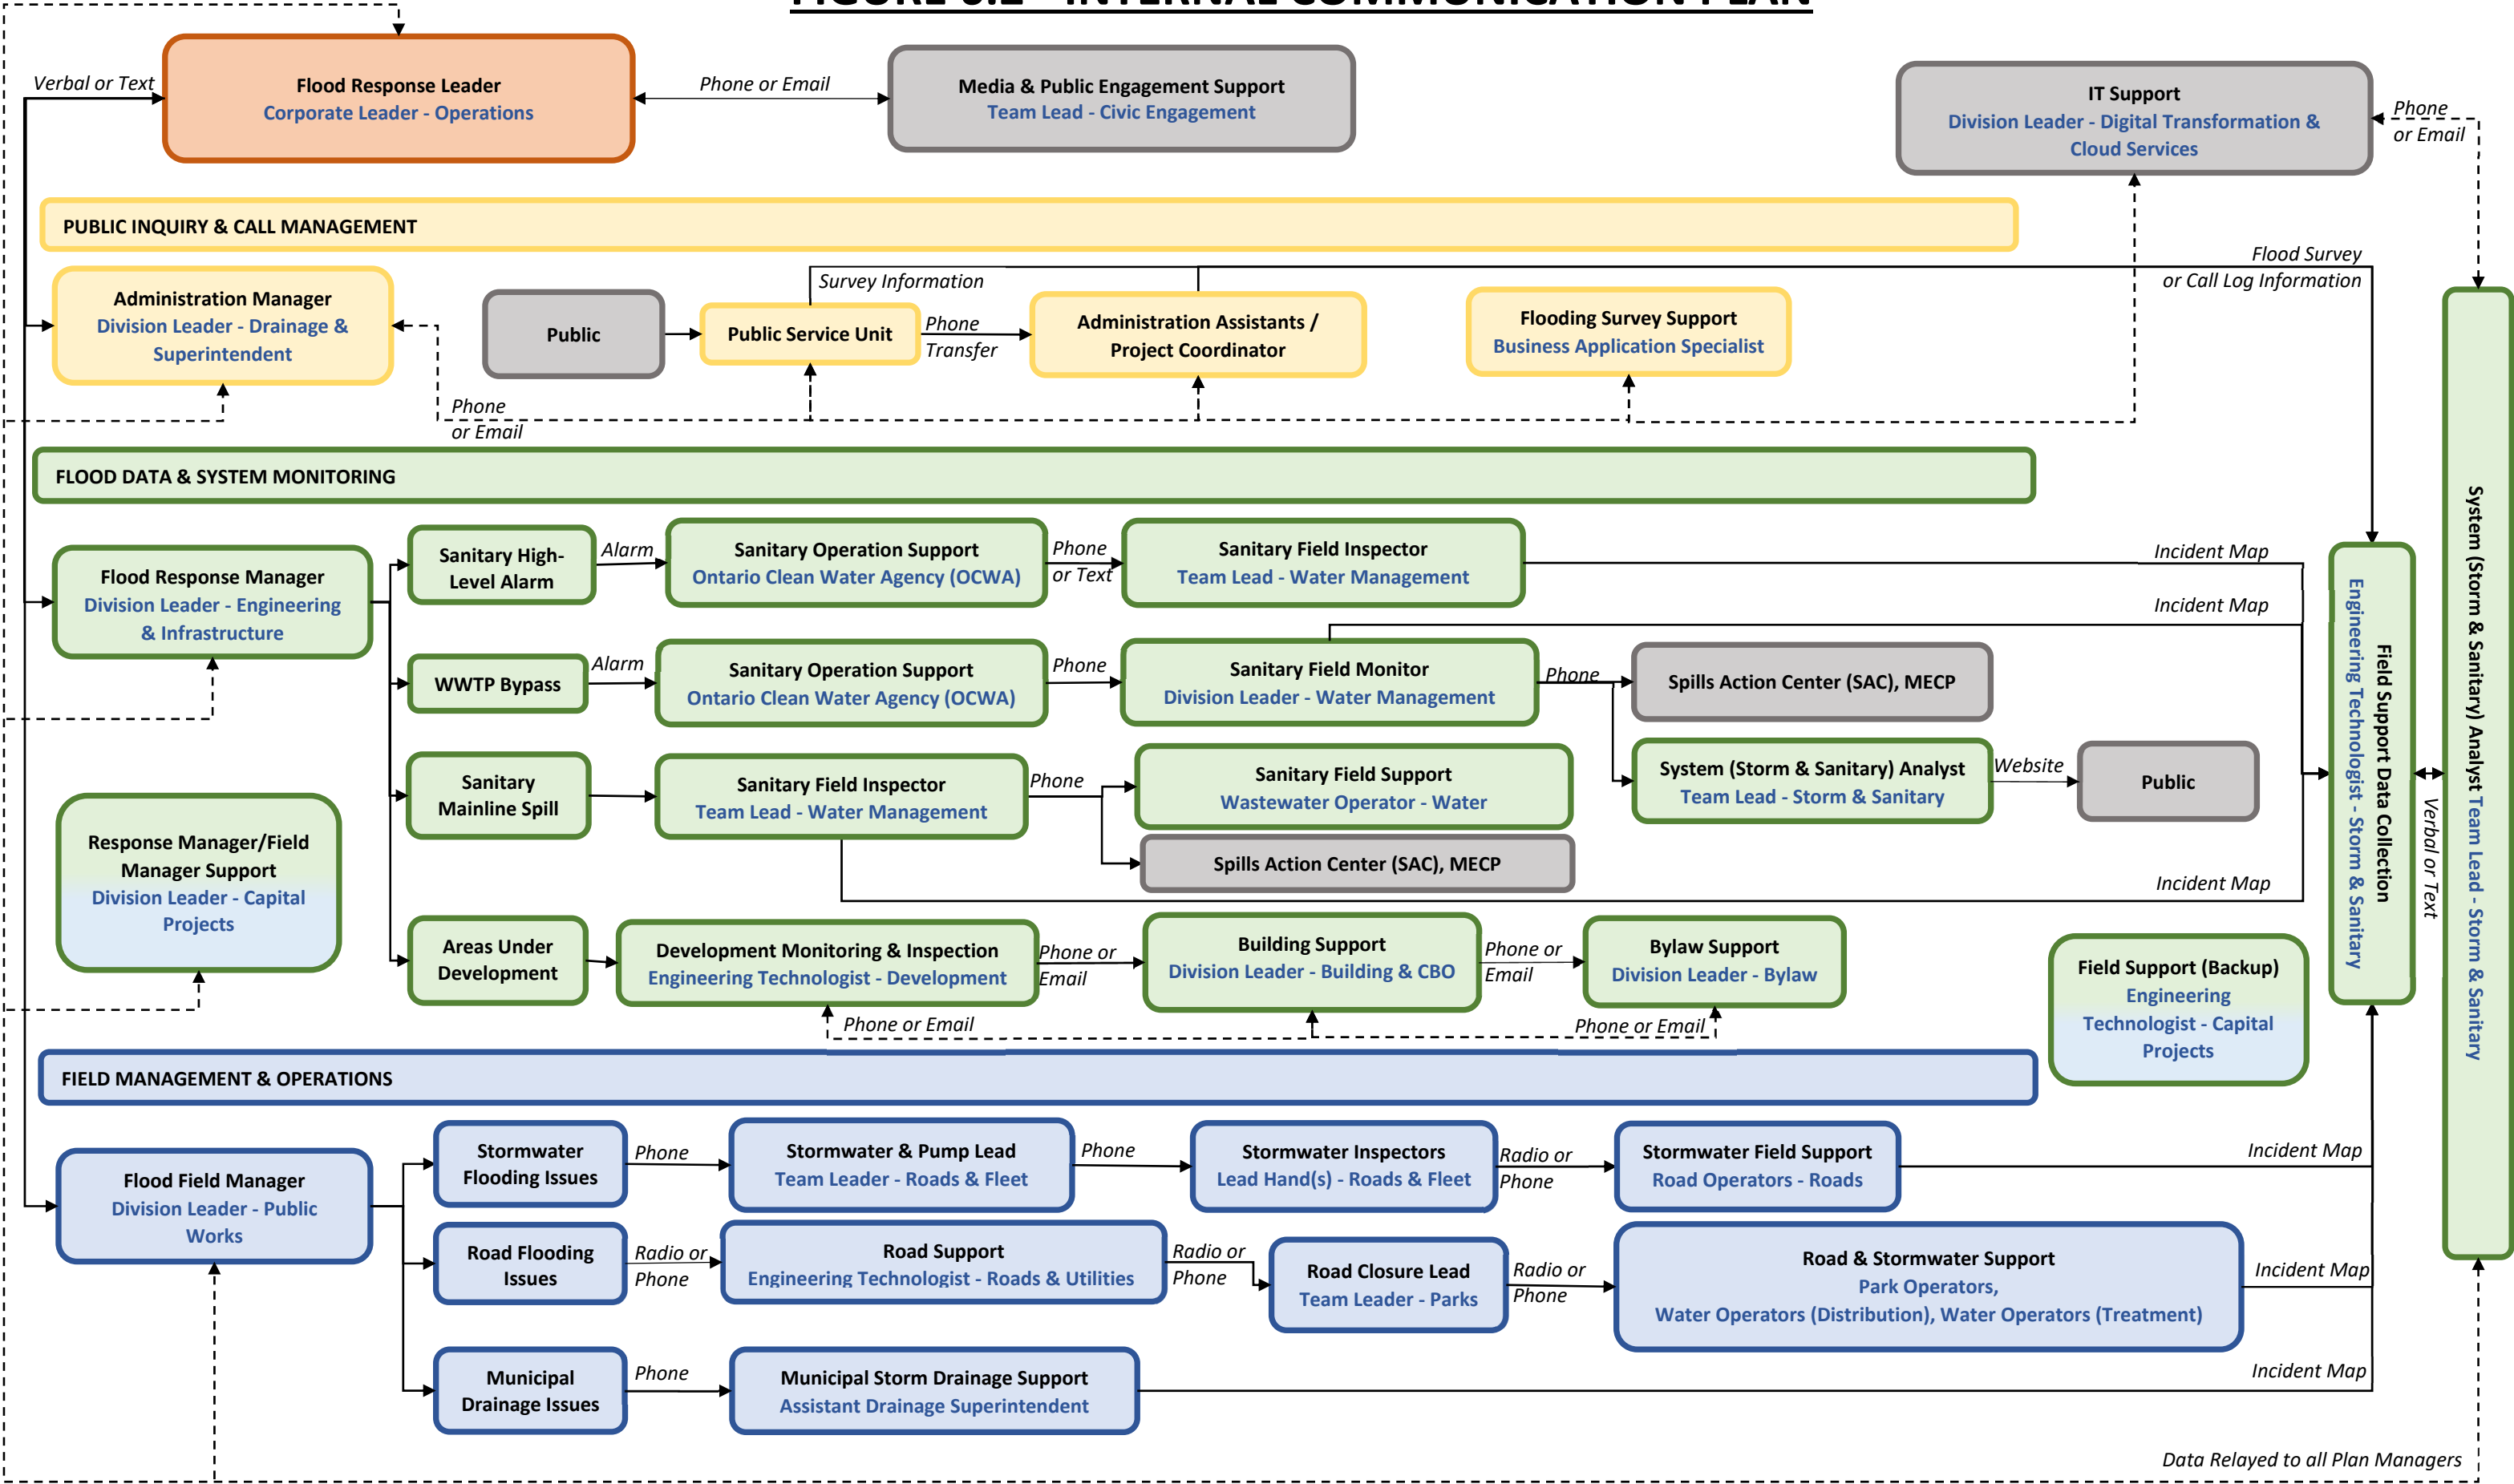 INTERNAL COMMUNICATION PLAN
Verbal or Text
Flood Response Leader
Corporate Leader - Operations
Phone or Email
Media & Public Engagement Support
Team Lead - Civic Engagement
IT Support
Division Leader - Digital Transformation &
Cloud Services
Phone
or Email
PUBLIC INQUIRY & CALL MANAGEMENT
Flood Survey
or Call Log Information
Administration Manager
Division Leader - Drainage &
Superintendent
Public
Survey Information
Public Service Unit
Phone
Transfer
Administration Assistants /
Project Coordinator
Flooding Survey Support
Business Application Specialist
Phone
or Email
FLOOD DATA & SYSTEM MONITORING
Flood Response Manager
Division Leader - Engineering
& Infrastructure
Sanitary High-
Level Alarm
Alarm
Sanitary Operation Support
Ontario Clean Water Agency (OCWA)
Phone
or Text
Sanitary Field Inspector
Team Lead - Water Management
Incident Map
Incident Map
WWTP Bypass
Alarm
Sanitary Operation Support
Ontario Clean Water Agency (OCWA)
Phone
Sanitary Field Monitor
Division Leader - Water Management
Phone
Spills Action Center (SAC), MECP
System (Storm & Sanitary) Analyst
Team Lead - Storm & Sanitary
Website
Public
Sanitary
Mainline Spill
Sanitary Field Inspector
Team Lead - Water Management
Phone
Sanitary Field Support
Wastewater Operator - Water
Spills Action Center (SAC), MECP
Incident Map
Response Manager/Field
Manager Support
Division Leader - Capital
Projects
Areas Under
Development
Development Monitoring & Inspection
Engineering Technologist - Development
Phone or
Email
Building Support
Division Leader - Building & CBO
Phone or
Email
Bylaw Support
Division Leader - Bylaw
Phone or Email
Phone or Email
Field Support Data Collection
Engineering Technologist - Storm & Sanitary
Verbal or Text
System (Storm & Sanitary) Analyst Team Lead - Storm & Sanitary
Field Support (Backup)
Engineering
Technologist - Capital
Projects
FIELD MANAGEMENT & OPERATIONS
Flood Field Manager
Division Leader - Public
Works
Stormwater
Flooding Issues
Phone
Stormwater & Pump Lead
Team Leader - Roads & Fleet
Phone
Stormwater Inspectors
Lead Hand(s) - Roads & Fleet
Radio or
Phone
Stormwater Field Support
Road Operators - Roads
Incident Map
Road Flooding
Issues
Radio or
Phone
Road Support
Engineering Technologist - Roads & Utilities
Radio or
Phone
Road Closure Lead
Team Leader - Parks
Radio or
Phone
Road & Stormwater Support
Park Operators,
Water Operators (Distribution), Water Operators (Treatment)
Incident Map
Municipal
Drainage Issues
Phone
Municipal Storm Drainage Support
Assistant Drainage Superintendent
Incident Map
Data Relayed to all Plan Managers